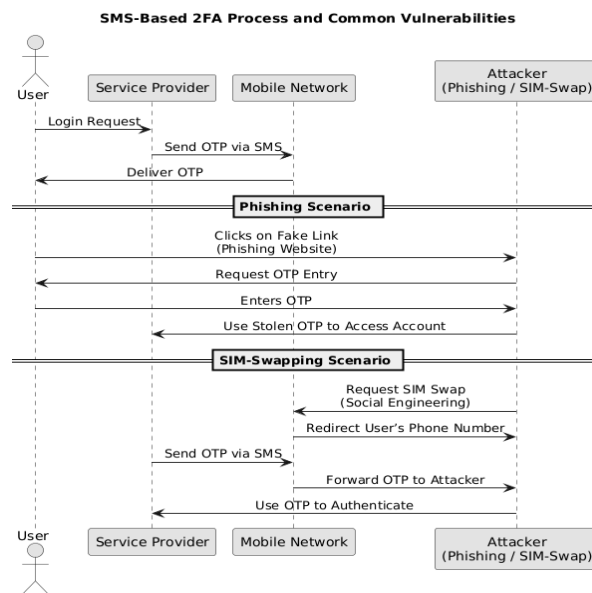 SMS-Based 2FA Process and Common Vulnerabilities
User
Service Provider
Mobile Network
Attacker
(Phishing / SIM-Swap)
Login Request
Send OTP via SMS
Deliver OTP
Phishing Scenario
Clicks on Fake Link
(Phishing Website)
Request OTP Entry
Enters OTP
Use Stolen OTP to Access Account
SIM-Swapping Scenario
Request SIM Swap
(Social Engineering)
Redirect User's Phone Number
Send OTP via SMS
Forward OTP to Attacker
Use OTP to Authenticate
User
Service Provider
Mobile Network
Attacker
(Phishing / SIM-Swap)